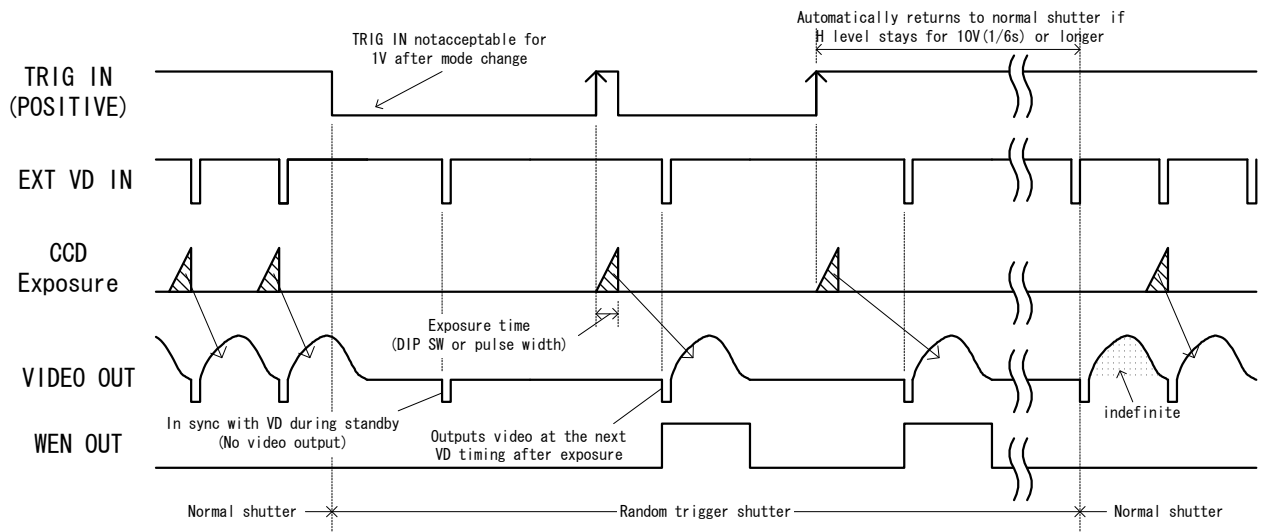 Automatically returns to normal shutter if
H level stays for 10V(1/6s) or longer
TRIG IN notacceptable for
1V after mode change
TRIG IN
(POSITIVE)
EXT VD IN
CCD
Exposure
Exposure time
(DIP SW or pulse width)
VIDEO OUT
In sync with VD during standby
(No video output)
Outputs video at the next
VD timing after exposure
indefinite
WEN OUT
Normal shutter
Random trigger shutter
Normal shutter